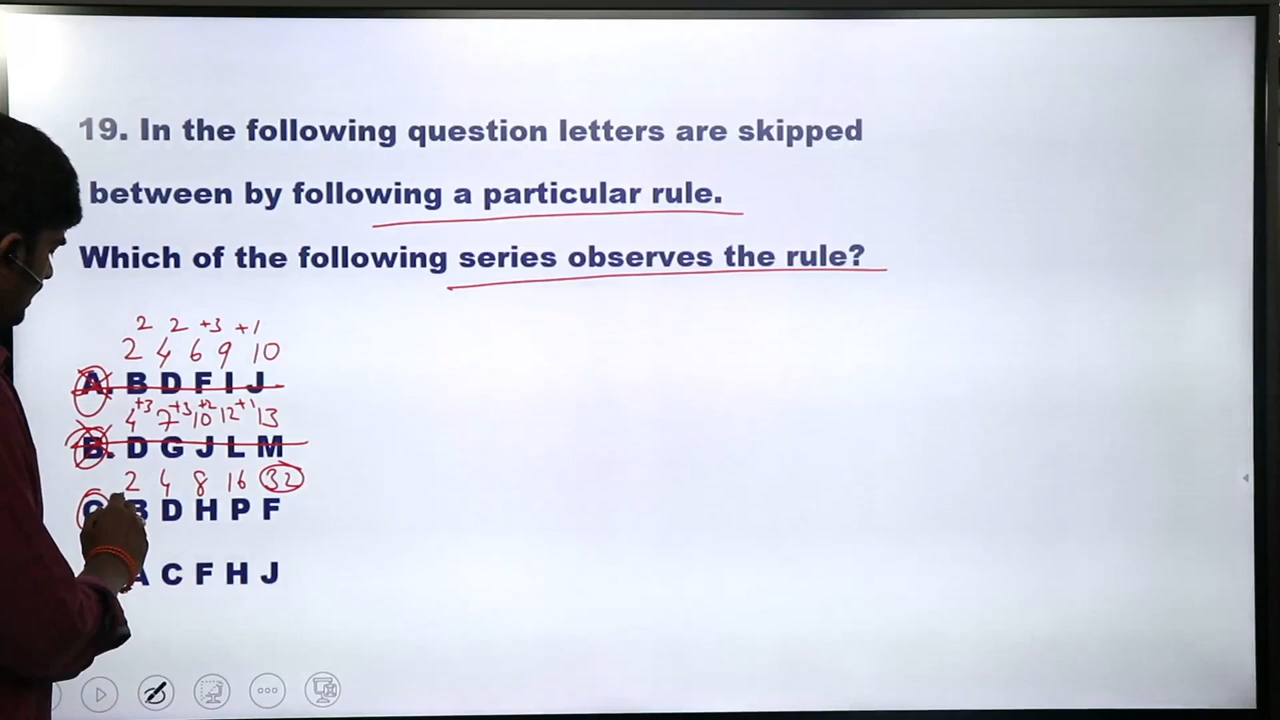 19. In the following question letters are skipped
between by following a particular rule.
Which of the following series observes the rule?
2 2 +3 +1
2 4 6 9 10
A. B D F I J
+3 +3 +2 +1
4 7 10 12 13
B. D G J L M
2 4 8 16 32
C B D H P F
A C F H J